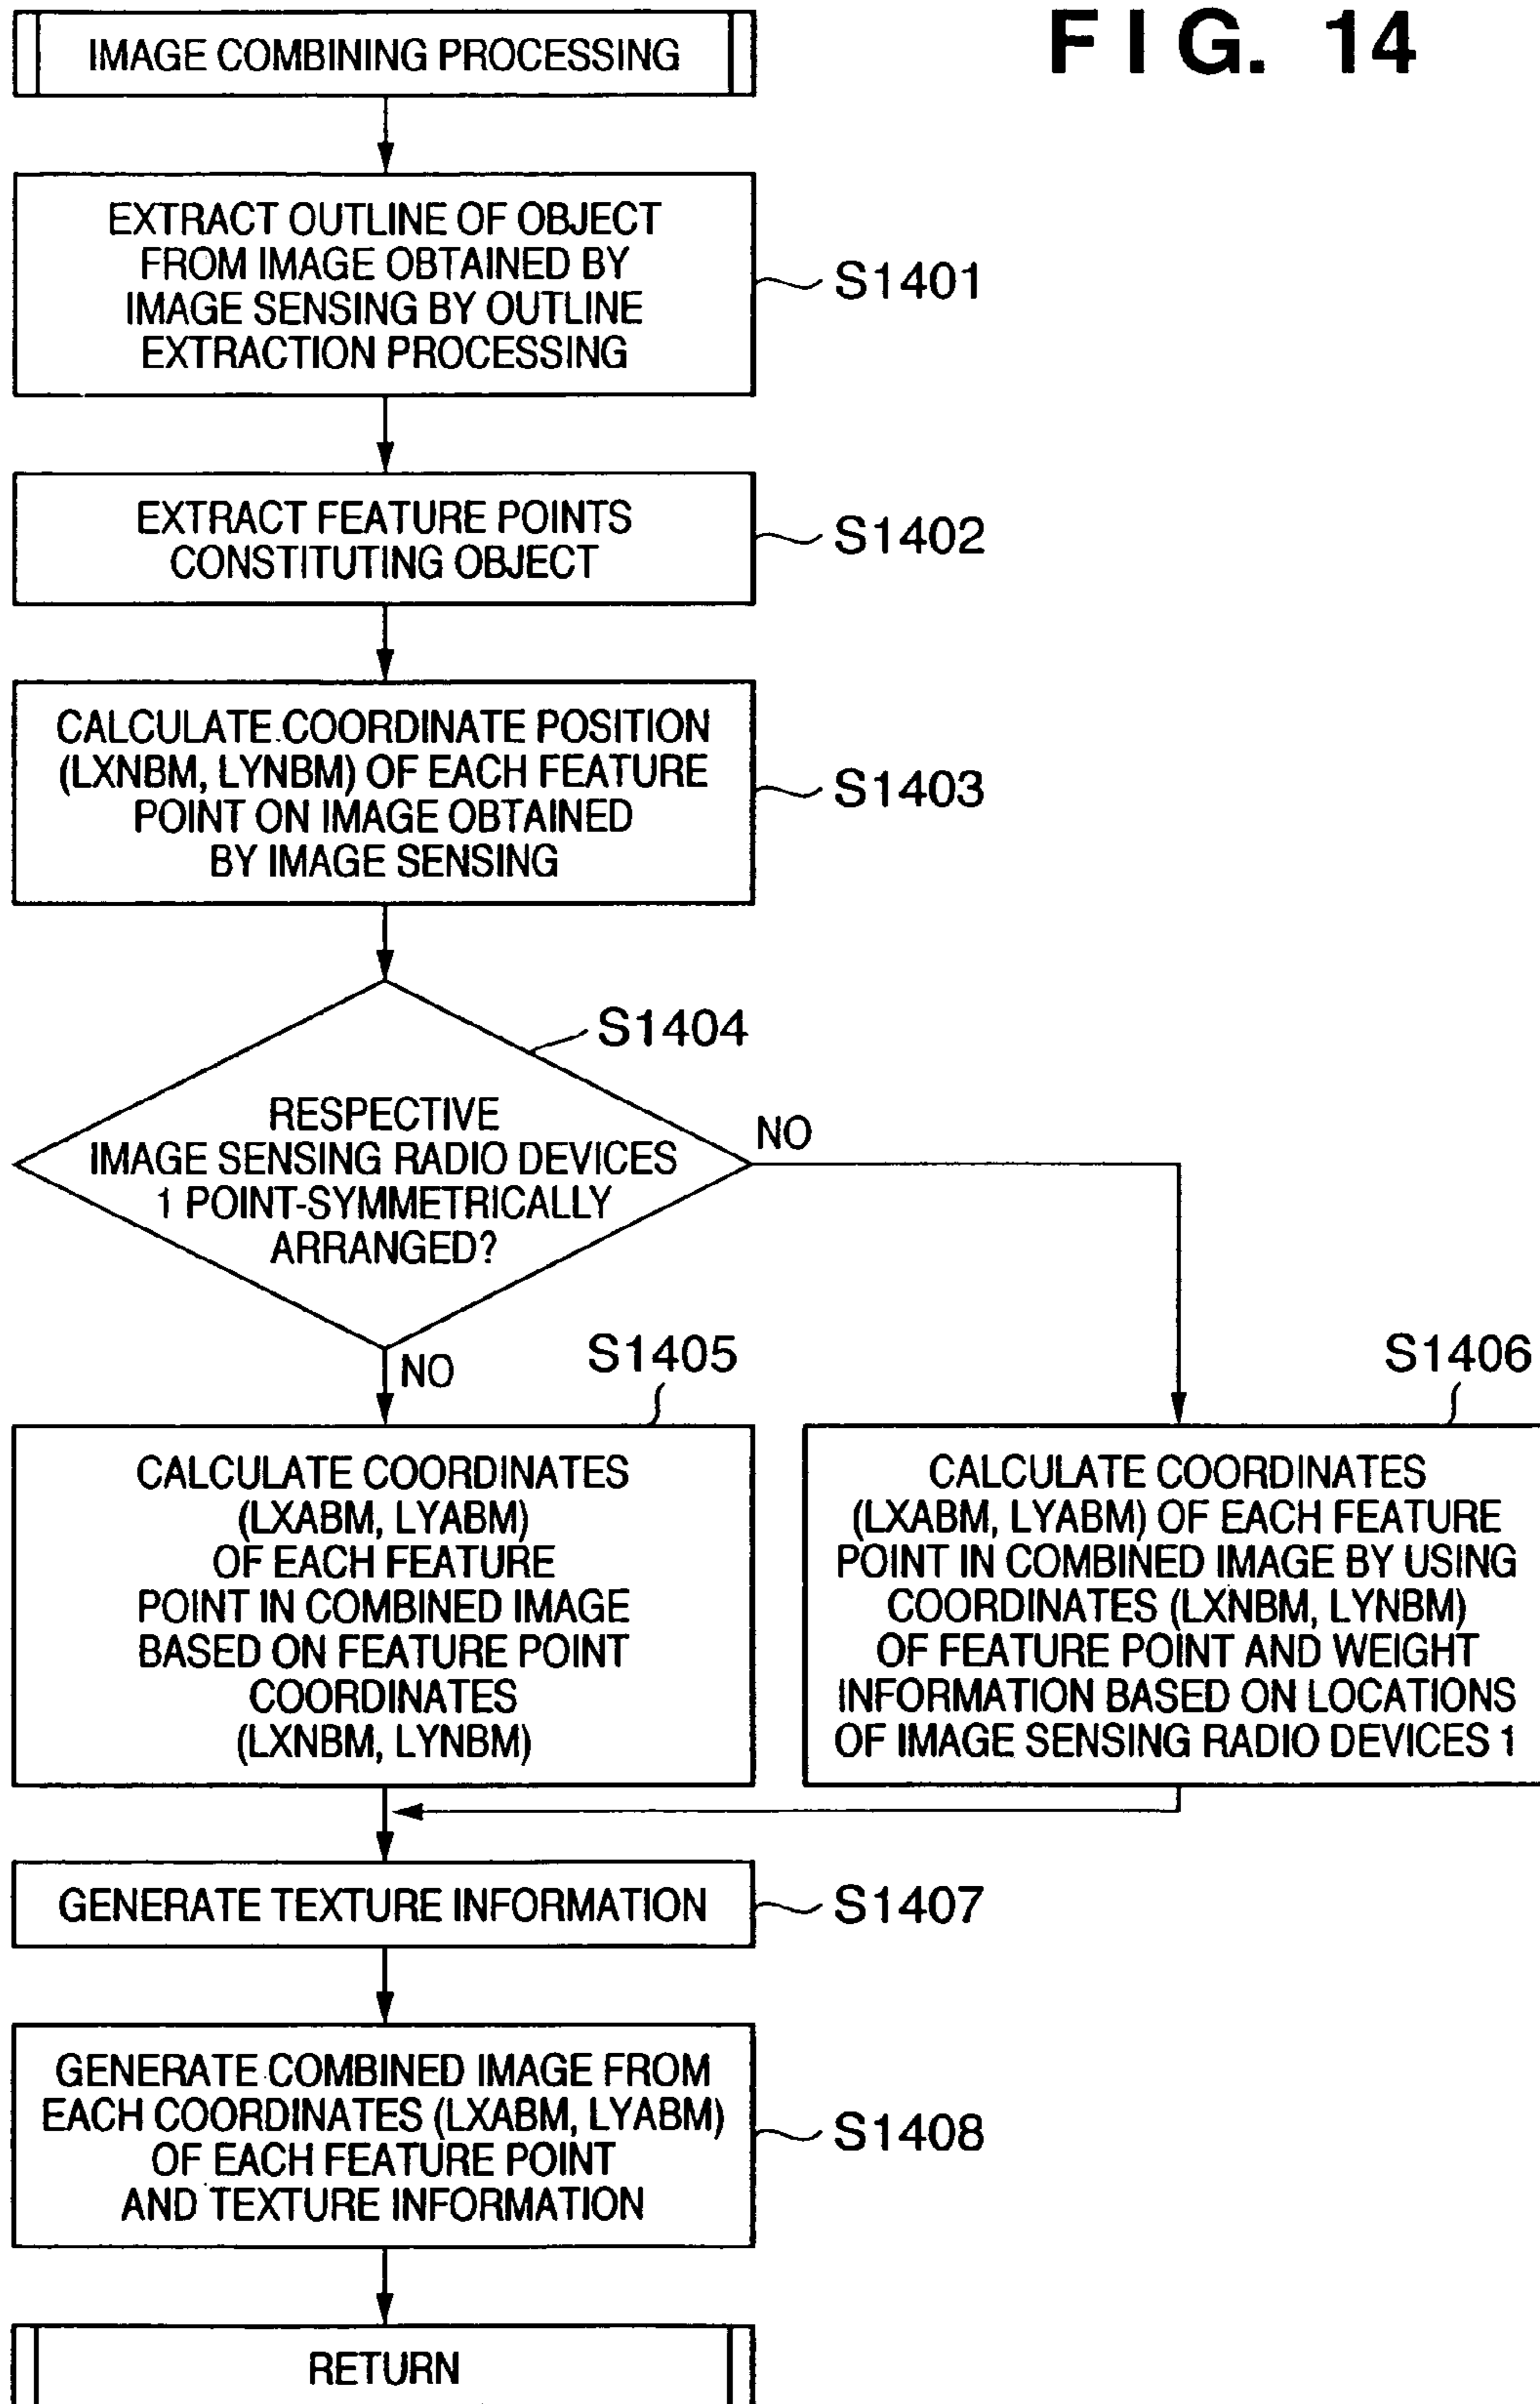 FIG. 14
IMAGE COMBINING PROCESSING
EXTRACT OUTLINE OF OBJECT
FROM IMAGE OBTAINED BY
IMAGE SENSING BY OUTLINE
EXTRACTION PROCESSING
S1401
EXTRACT FEATURE POINTS
CONSTITUTING OBJECT
S1402
CALCULATE COORDINATE POSITION
(LXNBM, LYNBM) OF EACH FEATURE
POINT ON IMAGE OBTAINED
BY IMAGE SENSING
S1403
S1404
RESPECTIVE
IMAGE SENSING RADIO DEVICES
1 POINT-SYMMETRICALLY
ARRANGED?
NO
NO
S1405
CALCULATE COORDINATES
(LXABM, LYABM)
OF EACH FEATURE
POINT IN COMBINED IMAGE
BASED ON FEATURE POINT
COORDINATES
(LXNBM, LYNBM)
S1406
CALCULATE COORDINATES
(LXABM, LYABM) OF EACH FEATURE
POINT IN COMBINED IMAGE BY USING
COORDINATES (LXNBM, LYNBM)
OF FEATURE POINT AND WEIGHT
INFORMATION BASED ON LOCATIONS
OF IMAGE SENSING RADIO DEVICES 1
GENERATE TEXTURE INFORMATION
S1407
GENERATE COMBINED IMAGE FROM
EACH COORDINATES (LXABM, LYABM)
OF EACH FEATURE POINT
AND TEXTURE INFORMATION
S1408
RETURN